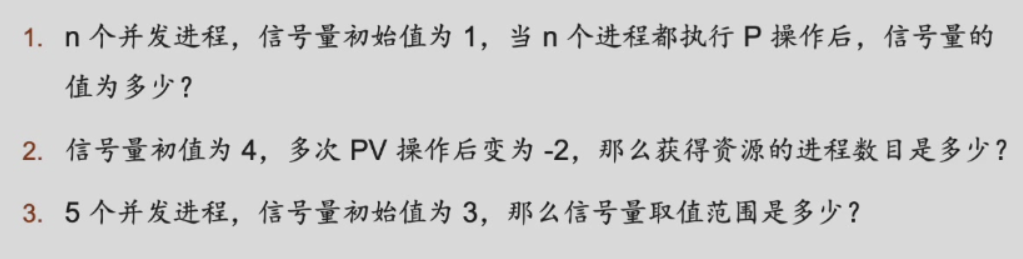 1. n 个并发进程，信号量初始值为 1，当 n 个进程都执行 P 操作后，信号量的
值为多少？
2. 信号量初值为 4，多次 PV 操作后变为 -2，那么获得资源的进程数目是多少？
3. 5 个并发进程，信号量初始值为 3，那么信号量取值范围是多少？